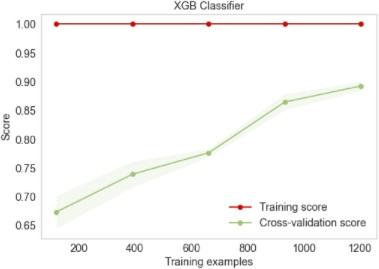 XGB Classifier
1.00
0.95
0.90
0.85
0.80
0.75
0.70
0.65
Score
200
400
600
800
1000
1200
Training examples
Training score
Cross-validation score